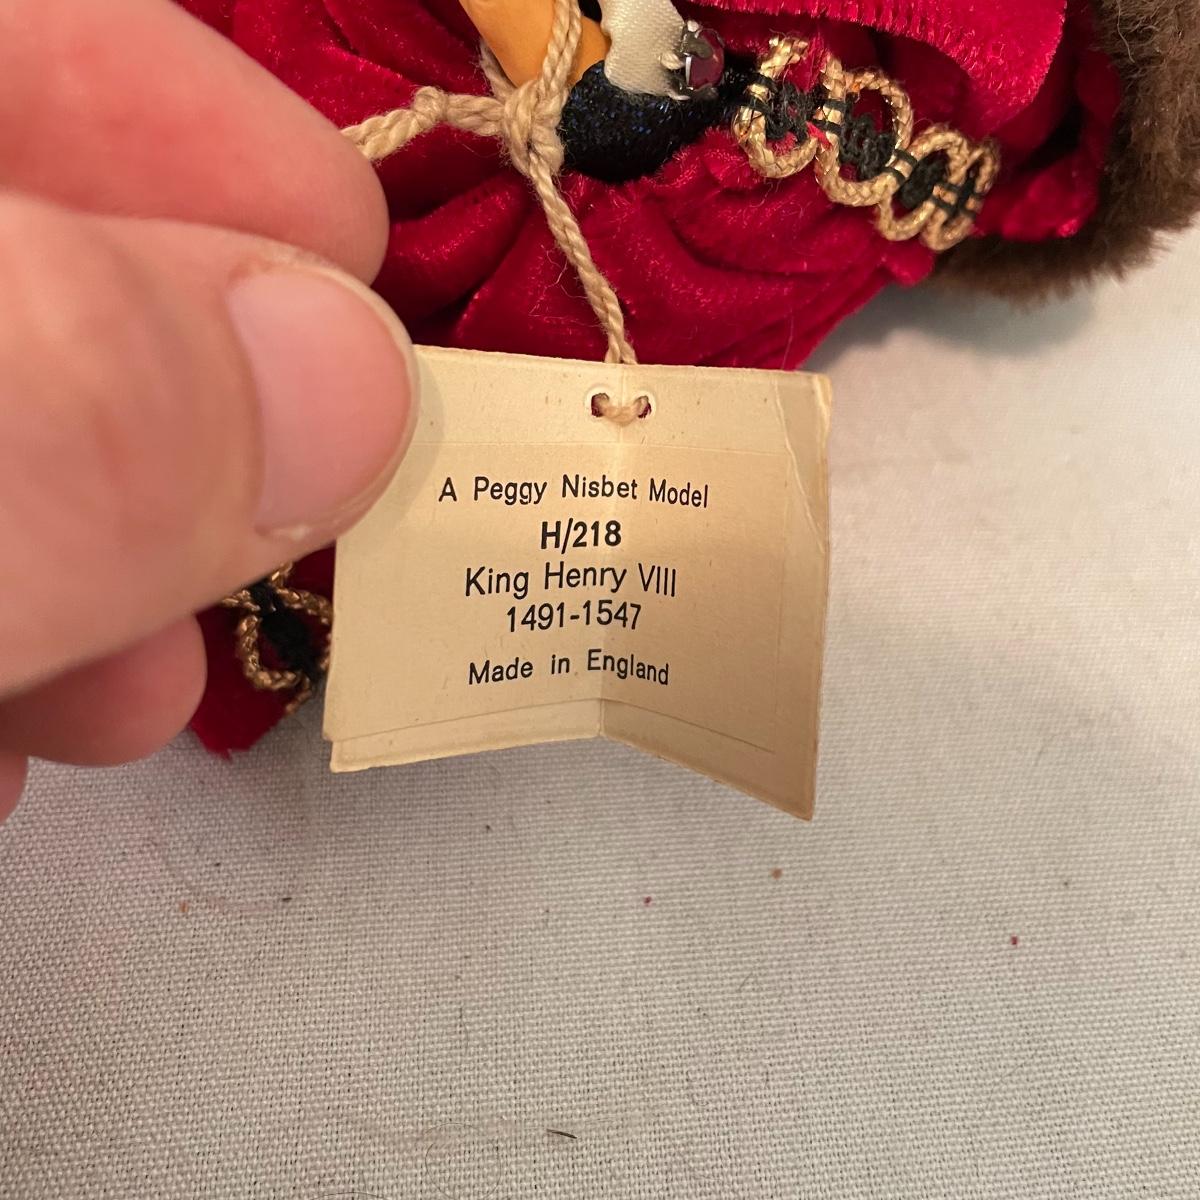 A Peggy Nisbet Model
H/218
King Henry VIII
1491-1547
Made in England